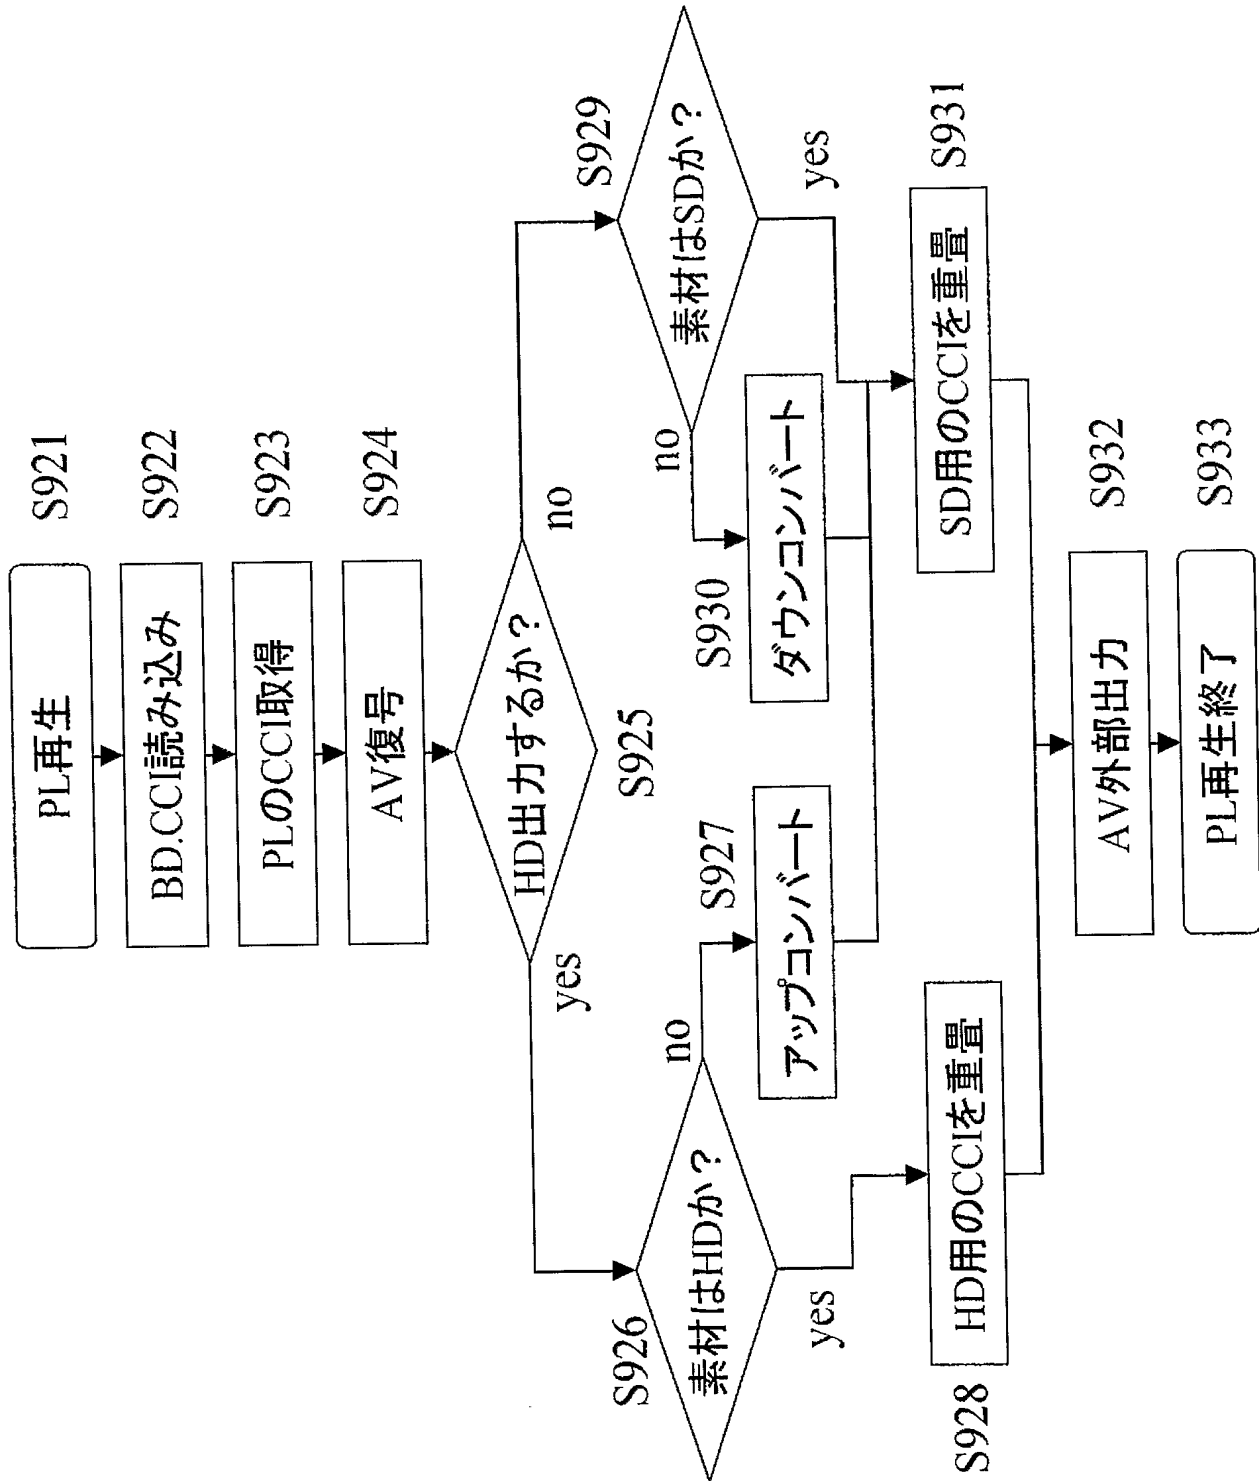 PL再生
S921
BD.CCI読み込み
S922
PLのCCI取得
S923
AV復号
S924
HD出力するか？
S925
yes
no
S926
素材はHDか？
no
yes
S927
アップコンバート
S929
素材はSDか？
no
yes
S930
ダウンコンバート
S928
HD用のCCIを重畳
SD用のCCIを重畳
S931
AV外部出力
S932
PL再生終了
S933